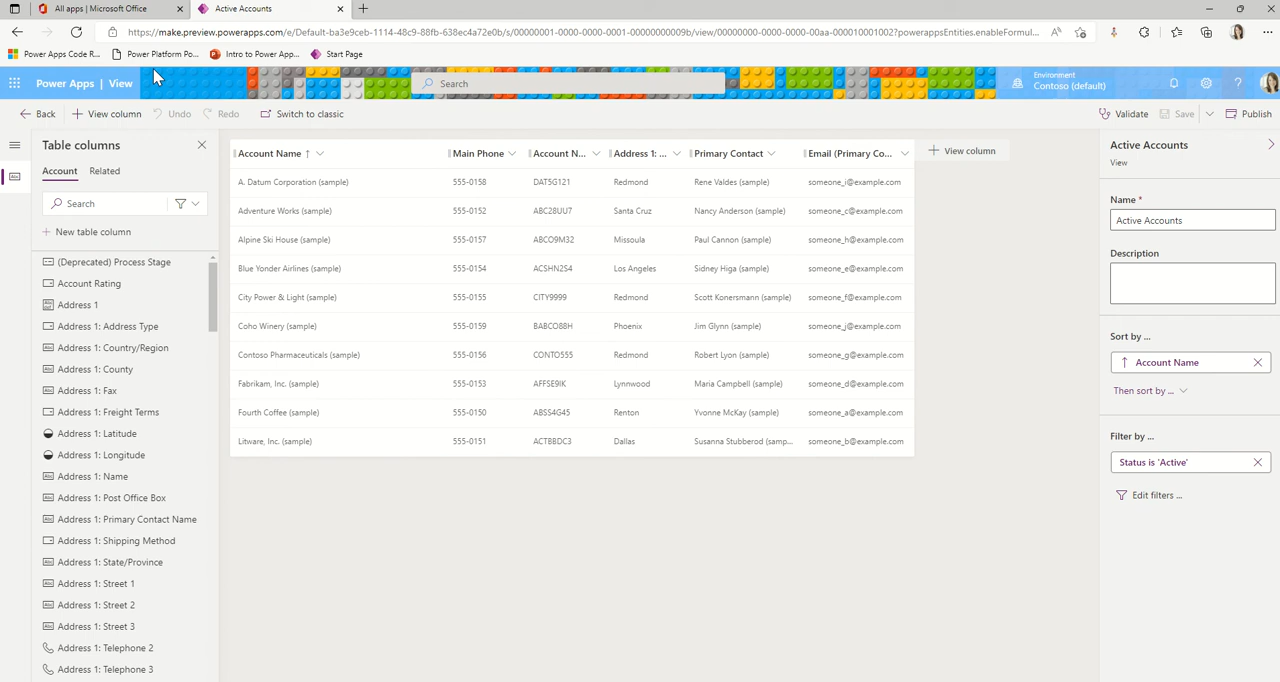 All apps | Microsoft Office
Active Accounts
https://make.preview.powerapps.com/e/Default-ba3e9ceb-1114-48c9-88fb-638ec4a72e0b/s/00000001-0000-0000-0001-00000000009b/view/00000000-0000-0000-00aa-000010001002?powerappsEntities.enableFormul...
Power Apps Code R...
Power Platform Po...
Intro to Power App...
Start Page
Power Apps | View
Search
Environment
Contoso (default)
Back
View column
Undo
Redo
Switch to classic
Validate
Save
Publish
Table columns
Account
Related
Search
New table column
(Deprecated) Process Stage
Account Rating
Address 1
Address 1: Address Type
Address 1: Country/Region
Address 1: County
Address 1: Fax
Address 1: Freight Terms
Address 1: Latitude
Address 1: Longitude
Address 1: Name
Address 1: Post Office Box
Address 1: Primary Contact Name
Address 1: Shipping Method
Address 1: State/Province
Address 1: Street 1
Address 1: Street 2
Address 1: Street 3
Address 1: Telephone 2
Address 1: Telephone 3
Account Name ↑ Main Phone Account N... Address 1: ... Primary Contact Email (Primary Co...
View column
A. Datum Corporation (sample) 555-0158 DAT5G121 Redmond Rene Valdes (sample) someone_i@example.com
Adventure Works (sample) 555-0152 ABC28UU7 Santa Cruz Nancy Anderson (sample) someone_c@example.com
Alpine Ski House (sample) 555-0157 ABCO9M32 Missoula Paul Cannon (sample) someone_h@example.com
Blue Yonder Airlines (sample) 555-0154 ACSHN2S4 Los Angeles Sidney Higa (sample) someone_e@example.com
City Power & Light (sample) 555-0155 CITY9999 Redmond Scott Konersmann (sample) someone_f@example.com
Coho Winery (sample) 555-0159 BABCO88H Phoenix Jim Glynn (sample) someone_j@example.com
Contoso Pharmaceuticals (sample) 555-0156 CONTO555 Redmond Robert Lyon (sample) someone_g@example.com
Fabrikam, Inc. (sample) 555-0153 AFFSE9IK Lynnwood Maria Campbell (sample) someone_d@example.com
Fourth Coffee (sample) 555-0150 ABSS4G45 Renton Yvonne McKay (sample) someone_a@example.com
Litware, Inc. (sample) 555-0151 ACTBBDC3 Dallas Susanna Stubberod (samp... someone_b@example.com
Active Accounts
View
Name *
Active Accounts
Description
Sort by ...
↑ Account Name
Then sort by ...
Filter by ...
Status is 'Active'
Edit filters ...